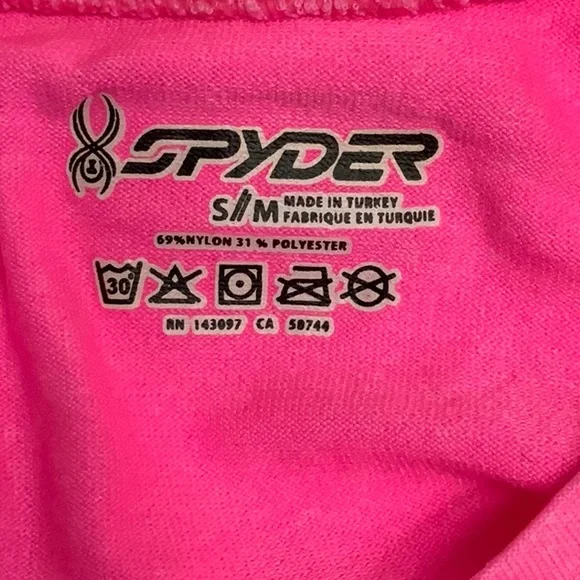 SPYDER
S//M MADE IN TURKEY
FABRIQUE EN TURQUIE
69%NYLON 31 % POLYESTER
30°
RN 143097 CA 58744